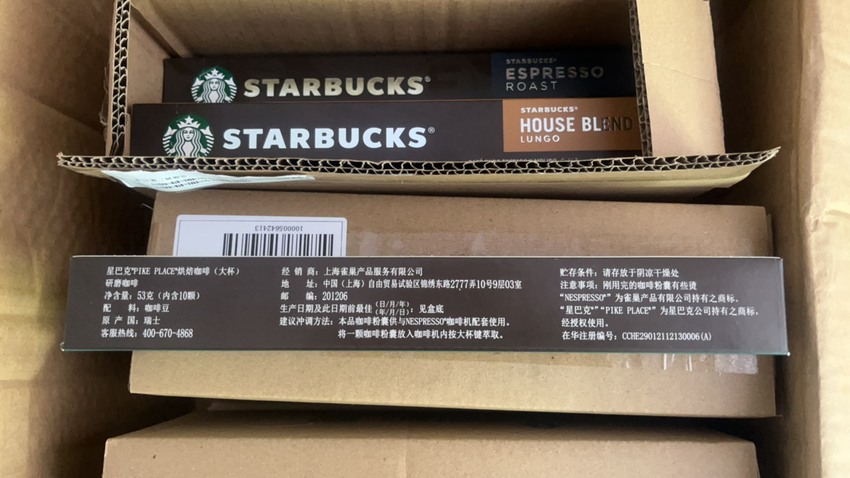 STARBUCKS®
STARBUCKS®
ESPRESSO
ROAST
STARBUCKS®
STARBUCKS®
HOUSE BLEND
LUNGO
10000564241
星巴克"PIKE PLACE"烘焙咖啡(大杯)
研磨咖啡
净含量：53克(内含10颗)
配 料：咖啡豆
原 产 国：瑞士
客服热线：400-670-4868
经 销 商：上海雀巢产品服务有限公司
地 址：中国（上海）自由贸易试验区锦绣东路2777弄10号9层03室
邮 编：201206
生产日期及此日期前最佳(日/月/年)(年/月/日)：见盒底
建议冲调方法：本品咖啡粉囊供与NESPRESSO®咖啡机配套使用。
将一颗咖啡粉囊放入咖啡机内按大杯键萃取。
贮存条件：请存放于阴凉干燥处
注意事项：刚用完的咖啡粉囊有些烫
"NESPRESSO"为雀巢产品有限公司持有之商标。
"星巴克""PIKE PLACE"为星巴克公司持有之商标。
经授权使用。
在华注册编号：CCHE29012112130006(A)